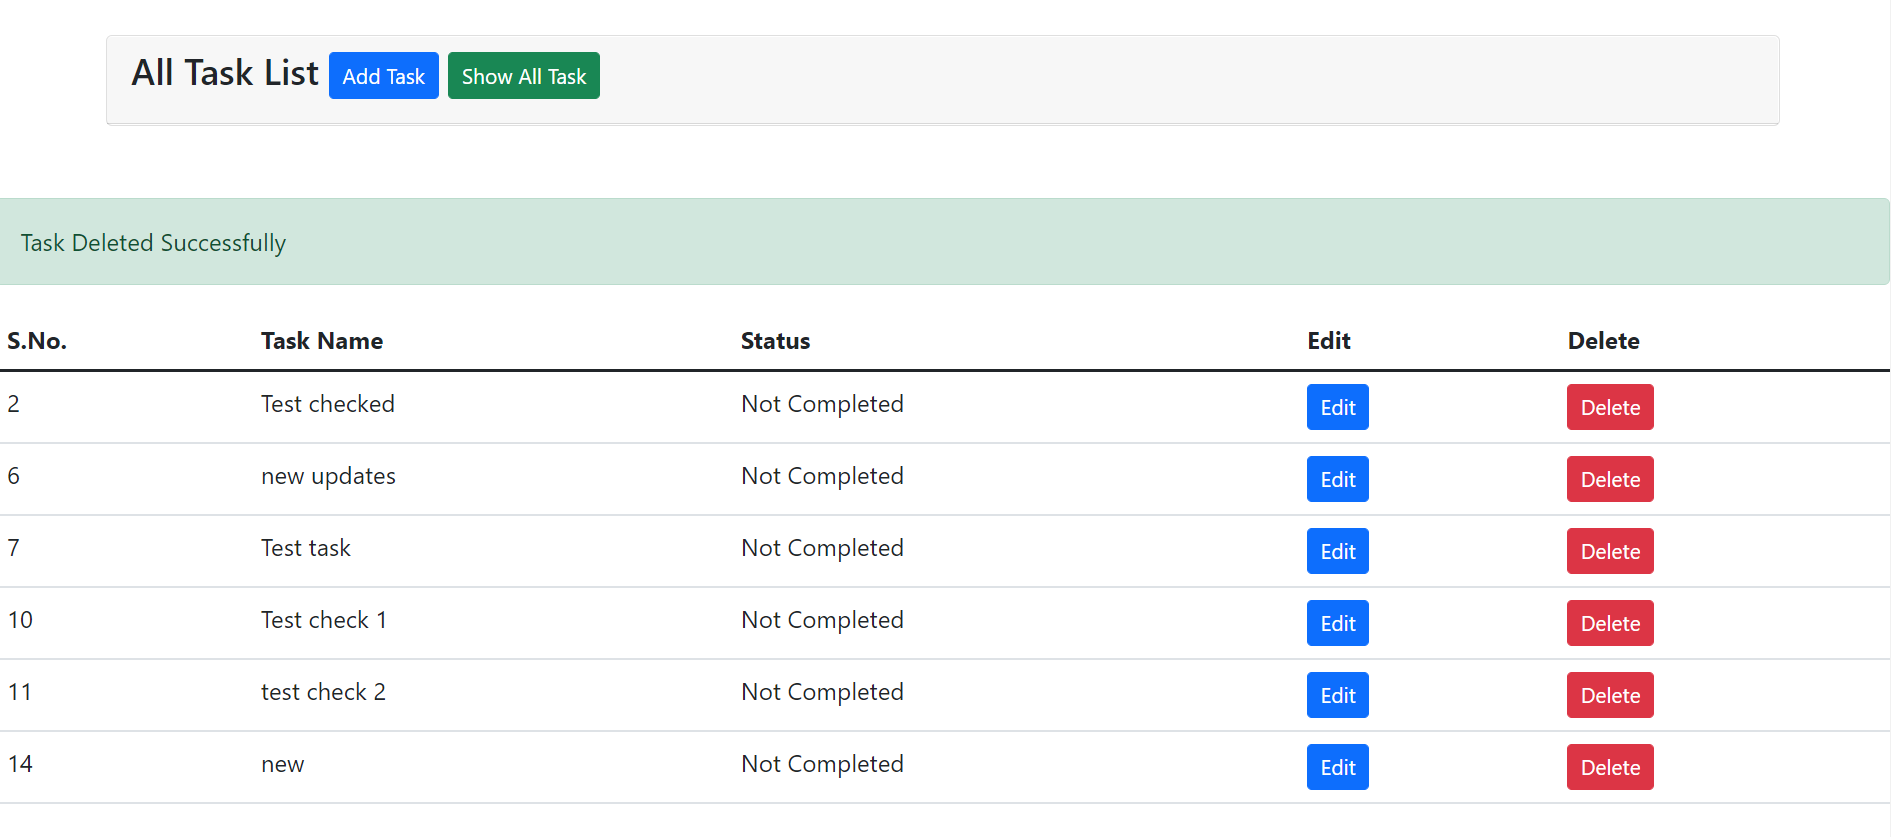 All Task List Add Task Show All Task
Task Deleted Successfully
S.No. Task Name Status Edit Delete
2 Test checked Not Completed Edit Delete
6 new updates Not Completed Edit Delete
7 Test task Not Completed Edit Delete
10 Test check 1 Not Completed Edit Delete
11 test check 2 Not Completed Edit Delete
14 new Not Completed Edit Delete